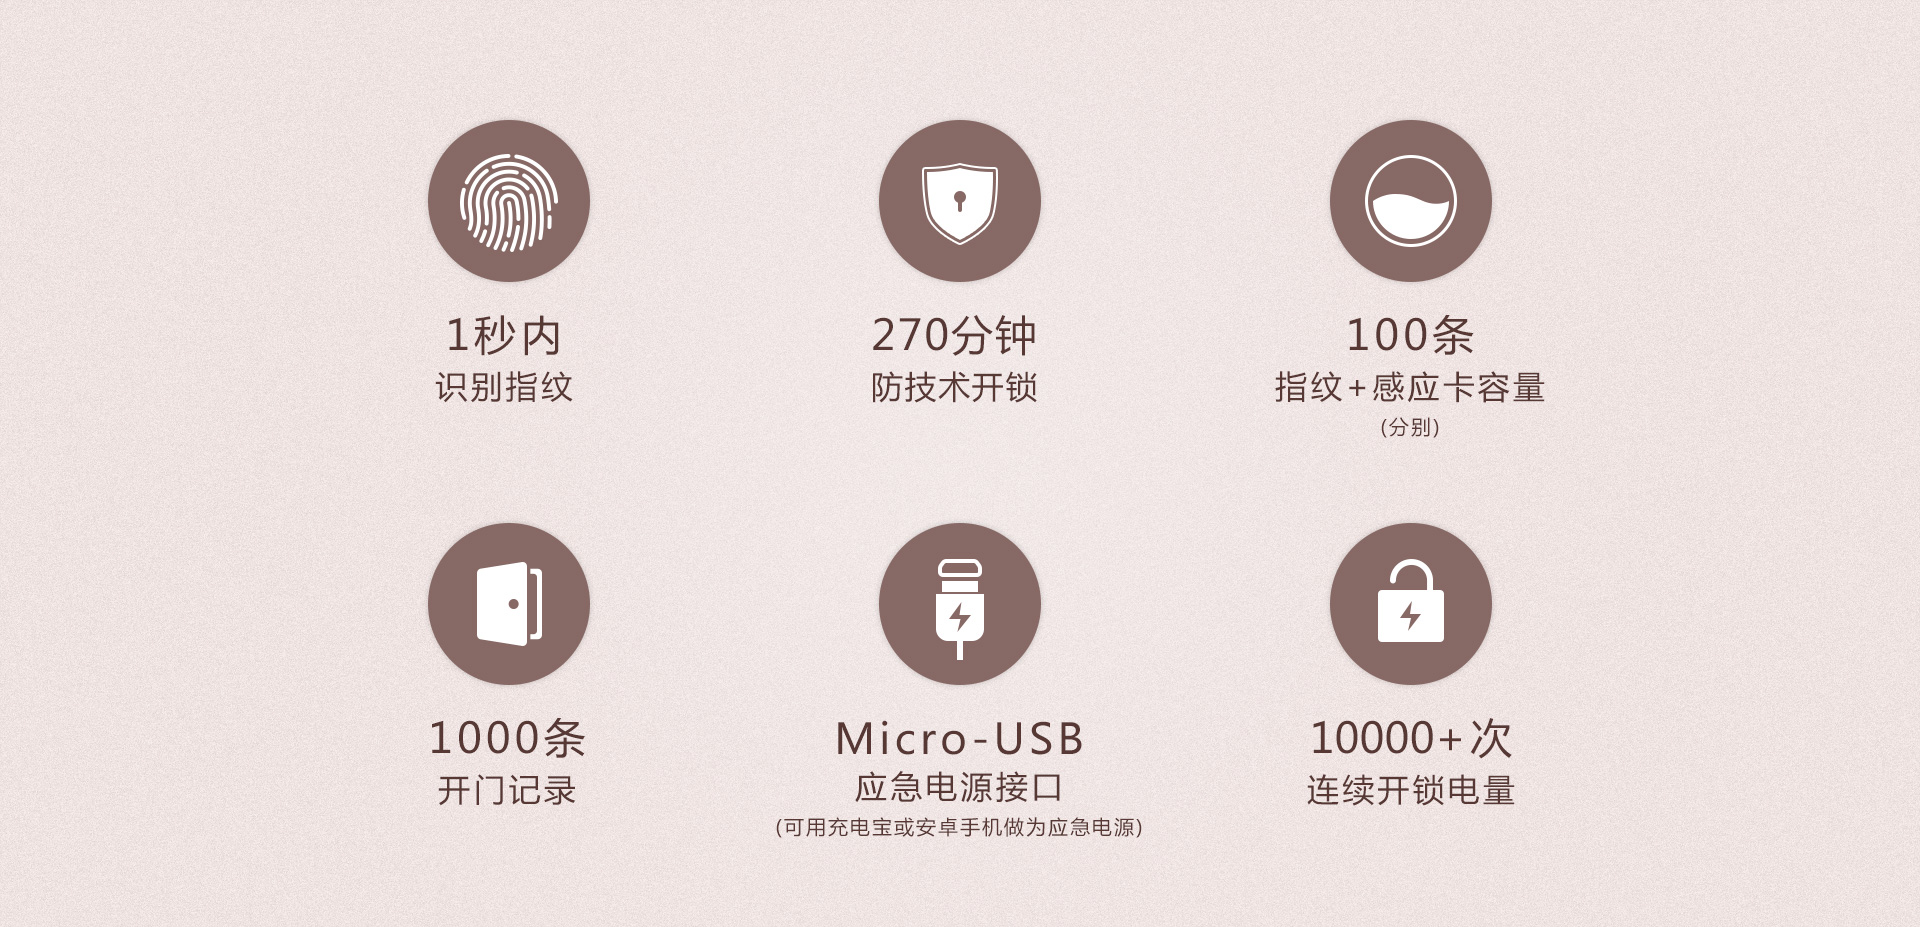 1秒内
识别指纹
270分钟
防技术开锁
100条
指纹+感应卡容量
(分别)
1000条
开门记录
Micro-USB
应急电源接口
(可用充电宝或安卓手机做为应急电源)
10000+次
连续开锁电量